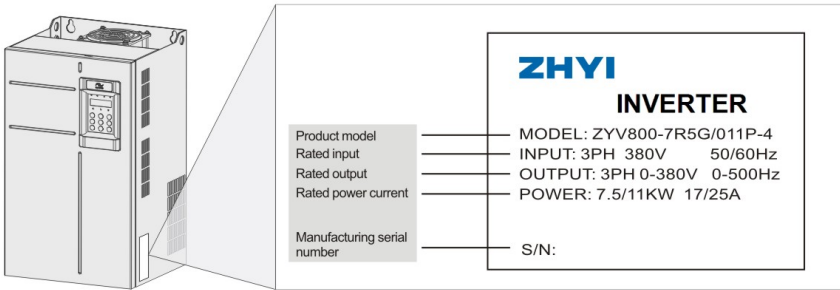 ZHYI
INVERTER
Product model
MODEL: ZYV800-7R5G/011P-4
Rated input
INPUT: 3PH 380V 50/60Hz
Rated output
OUTPUT: 3PH 0-380V 0-500Hz
Rated power current
POWER: 7.5/11KW 17/25A
Manufacturing serial
number
S/N: